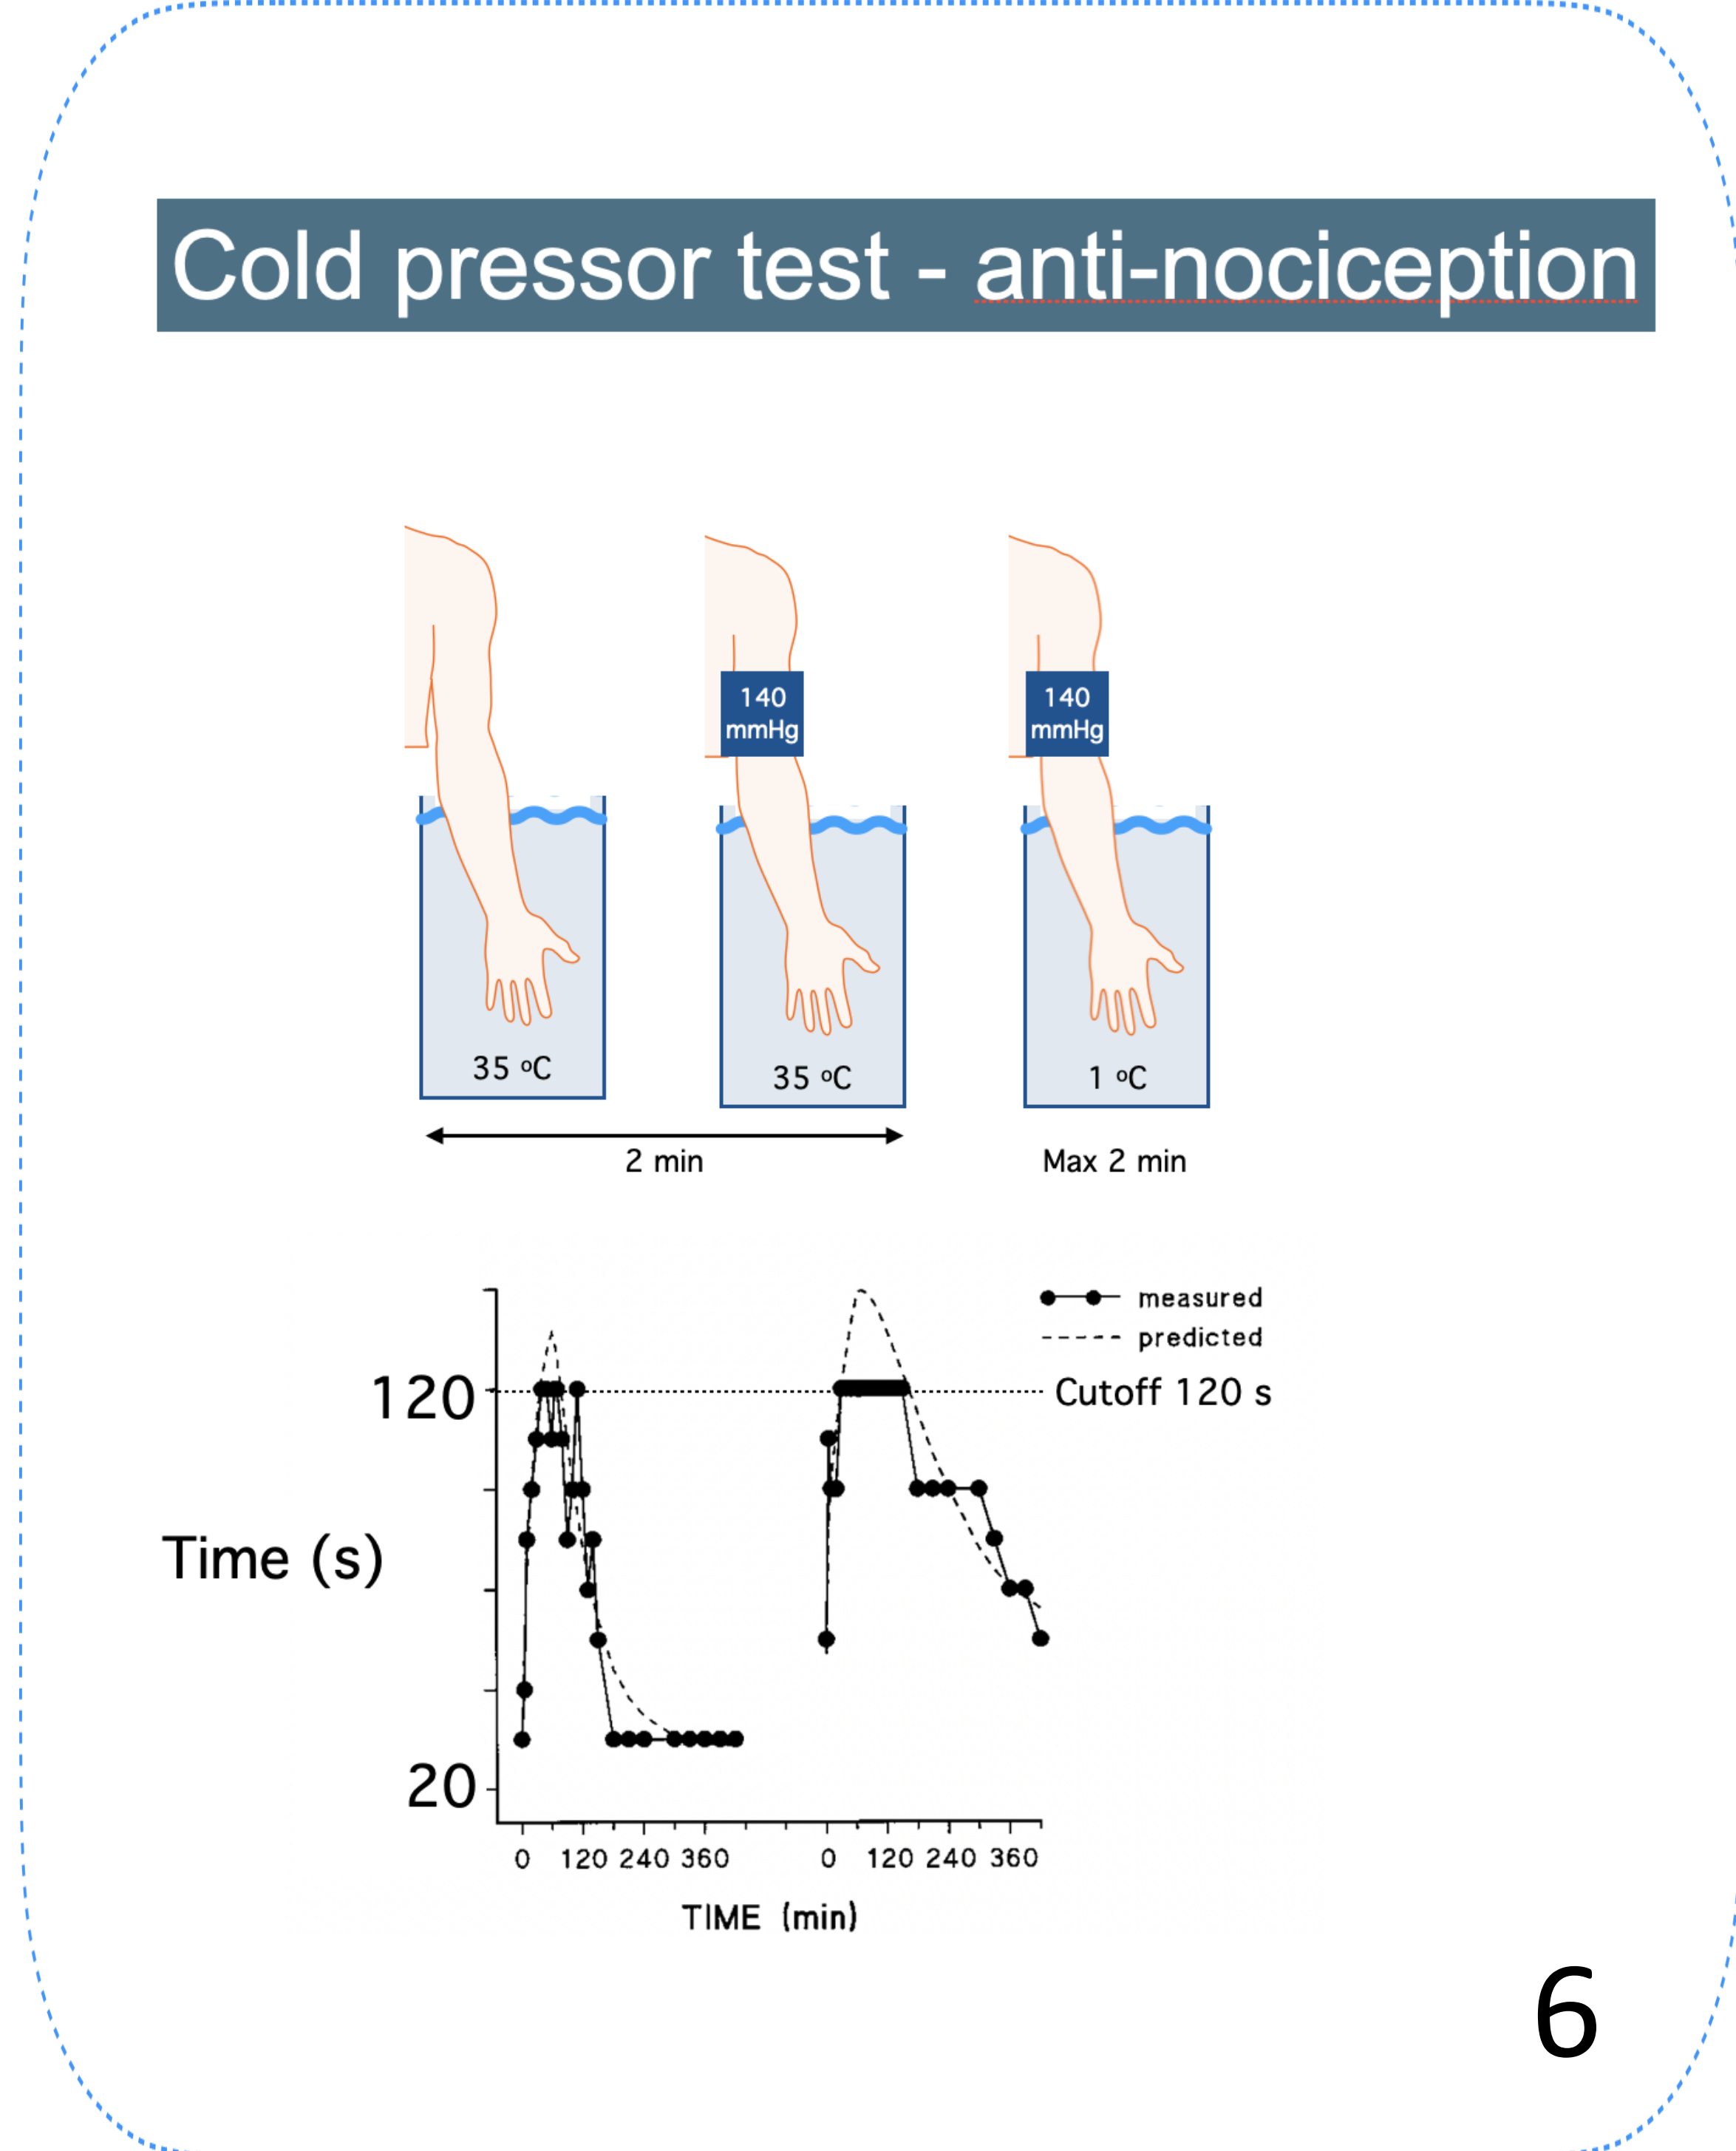 Cold pressor test - anti-nociception
140
mmHg
140
mmHg
35 ºC
35 ºC
1 ºC
2 min
Max 2 min
measured
predicted
120
Cutoff 120 s
Time (s)
20
0 120 240 360 0 120 240 360
TIME (min)
6